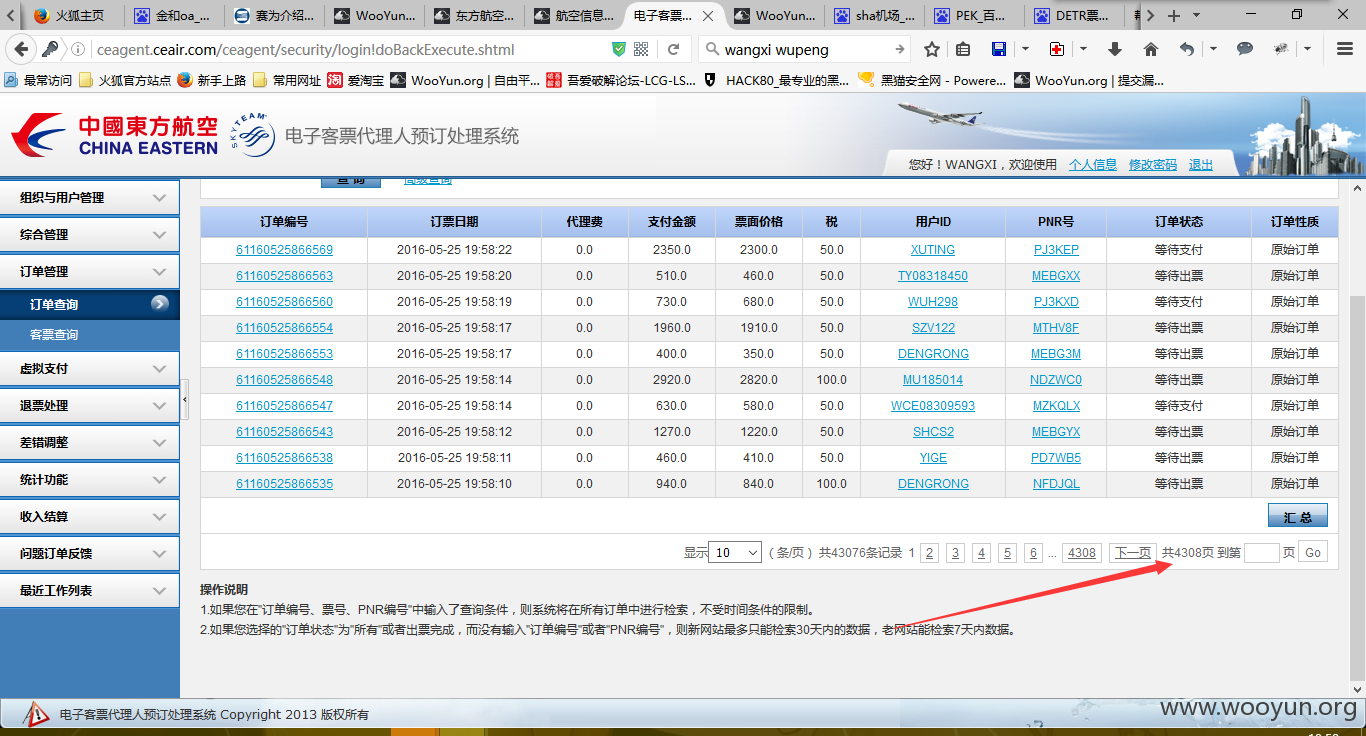 火狐主页 金和oa_... 赛为介绍... WooYun... 东方航空... 航空信息... 电子客票... WooYun... sha机场_... PEK_百... DETR票...
ceagent.ceair.com/ceagent/security/login!doBackExecute.shtml wangxi wupeng
最常访问 火狐官方站点 新手上路 常用网址 爱淘宝 WooYun.org | 自由平... 吾爱破解论坛-LCG-LS... HACK80_最专业的黑... 黑猫安全网 - Powere... WooYun.org | 提交漏...
中國東方航空
CHINA EASTERN
SKYTEAM
电子客票代理人预订处理系统
您好！WANGXI，欢迎使用 个人信息 修改密码 退出
组织与用户管理
综合管理
订单管理
订单查询
客票查询
虚拟支付
退票处理
差错调整
统计功能
收入结算
问题订单反馈
最近工作列表
查 询 高级查询
订单编号 订票日期 代理费 支付金额 票面价格 税 用户ID PNR号 订单状态 订单性质
61160525866569 2016-05-25 19:58:22 0.0 2350.0 2300.0 50.0 XUTING PJ3KEP 等待支付 原始订单
61160525866563 2016-05-25 19:58:20 0.0 510.0 460.0 50.0 TY08318450 MEBGXX 等待出票 原始订单
61160525866560 2016-05-25 19:58:19 0.0 730.0 680.0 50.0 WUH298 PJ3KXD 等待支付 原始订单
61160525866554 2016-05-25 19:58:17 0.0 1960.0 1910.0 50.0 SZV122 MTHV8F 等待出票 原始订单
61160525866553 2016-05-25 19:58:17 0.0 400.0 350.0 50.0 DENGRONG MEBG3M 等待出票 原始订单
61160525866548 2016-05-25 19:58:14 0.0 2920.0 2820.0 100.0 MU185014 NDZWC0 等待出票 原始订单
61160525866547 2016-05-25 19:58:14 0.0 630.0 580.0 50.0 WCE08309593 MZKQLX 等待支付 原始订单
61160525866543 2016-05-25 19:58:12 0.0 1270.0 1220.0 50.0 SHCS2 MEBGYX 等待出票 原始订单
61160525866538 2016-05-25 19:58:11 0.0 460.0 410.0 50.0 YIGE PD7WB5 等待出票 原始订单
61160525866535 2016-05-25 19:58:10 0.0 940.0 840.0 100.0 DENGRONG NFDJQL 等待出票 原始订单
汇 总
显示 10 （条/页）共43076条记录 1 2 3 4 5 6 ... 4308 下一页 共4308页 到第 页 Go
操作说明
1.如果您在"订单编号、票号、PNR编号"中输入了查询条件，则系统将在所有订单中进行检索，不受时间条件的限制。
2.如果您选择的"订单状态"为"所有"或者出票完成，而没有输入"订单编号"或者"PNR编号"，则新网站最多只能检索30天内的数据，老网站能检索7天内数据。
电子客票代理人预订处理系统 Copyright 2013 版权所有
www.wooyun.org